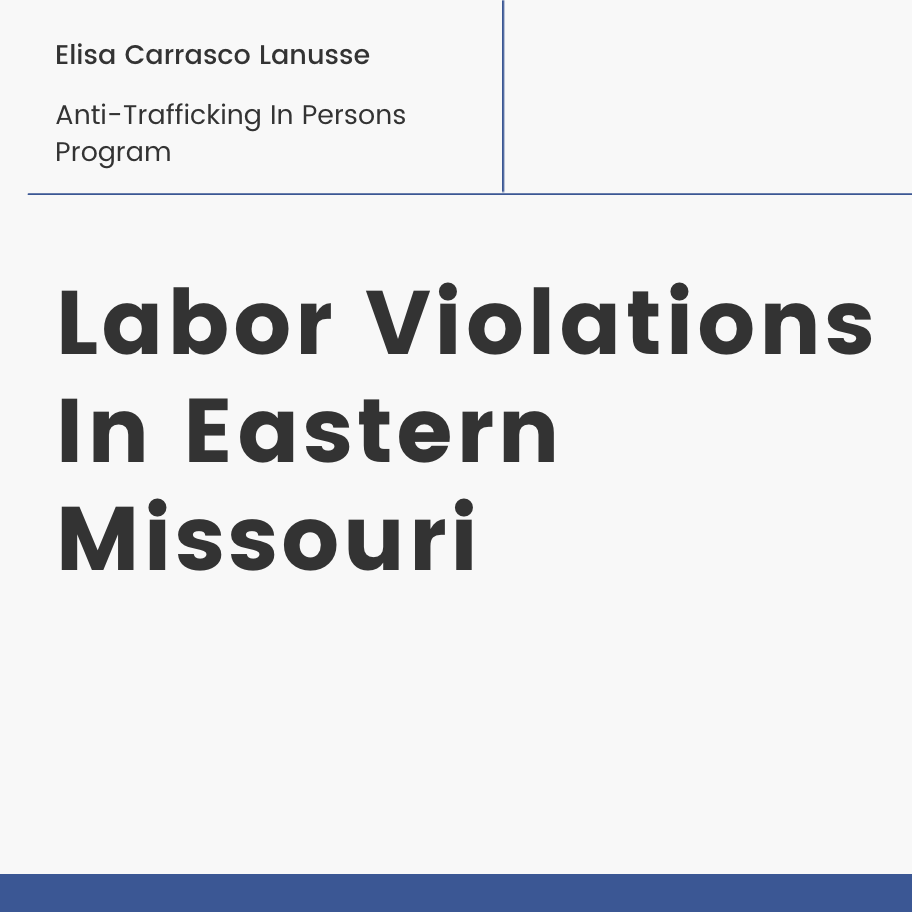 Elisa Carrasco Lanusse
Anti-Trafficking In Persons
Program
Labor Violations
In Eastern
Missouri